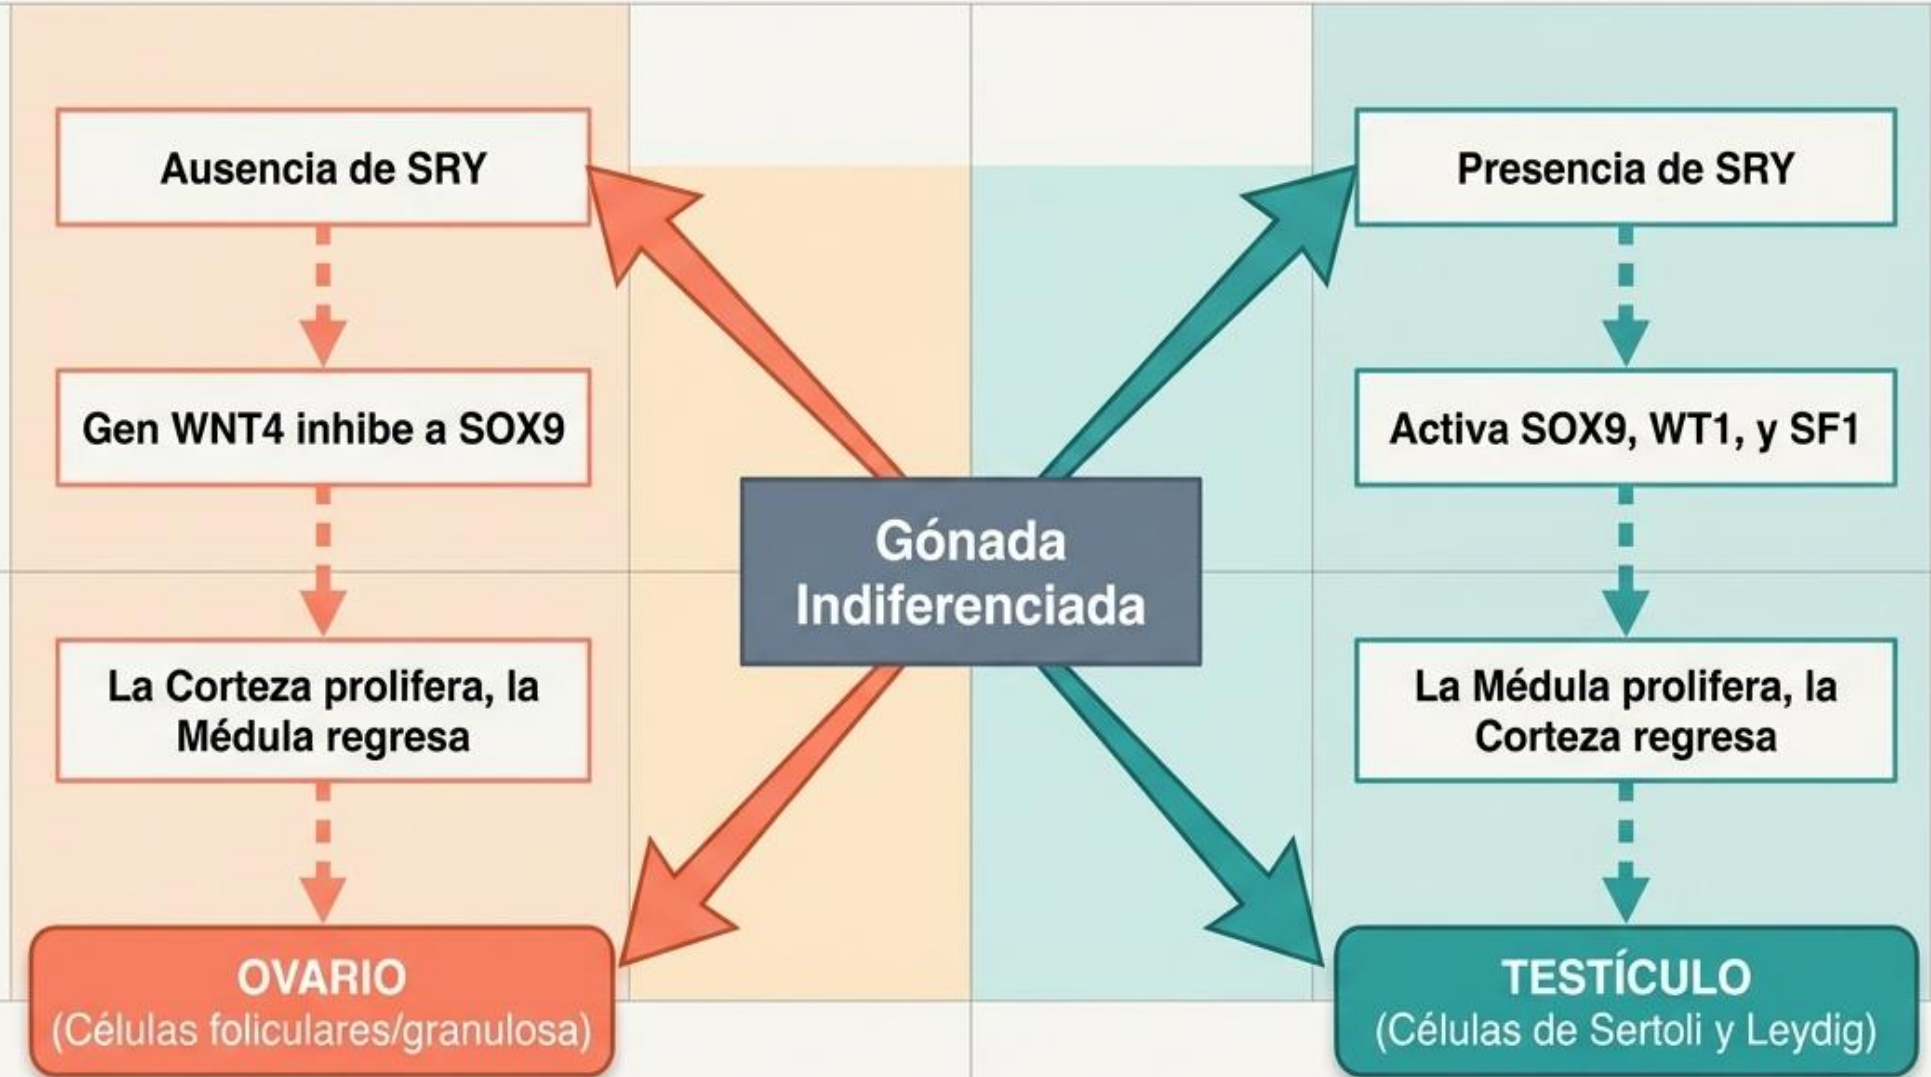 Ausencia de SRY
Gen WNT4 inhibe a SOX9
La Corteza prolifera, la
Médula regresa
OVARIO
(Células foliculares/granulosa)
Gónada
Indiferenciada
Presencia de SRY
Activa SOX9, WT1, y SF1
La Médula prolifera, la
Corteza regresa
TESTÍCULO
(Células de Sertoli y Leydig)